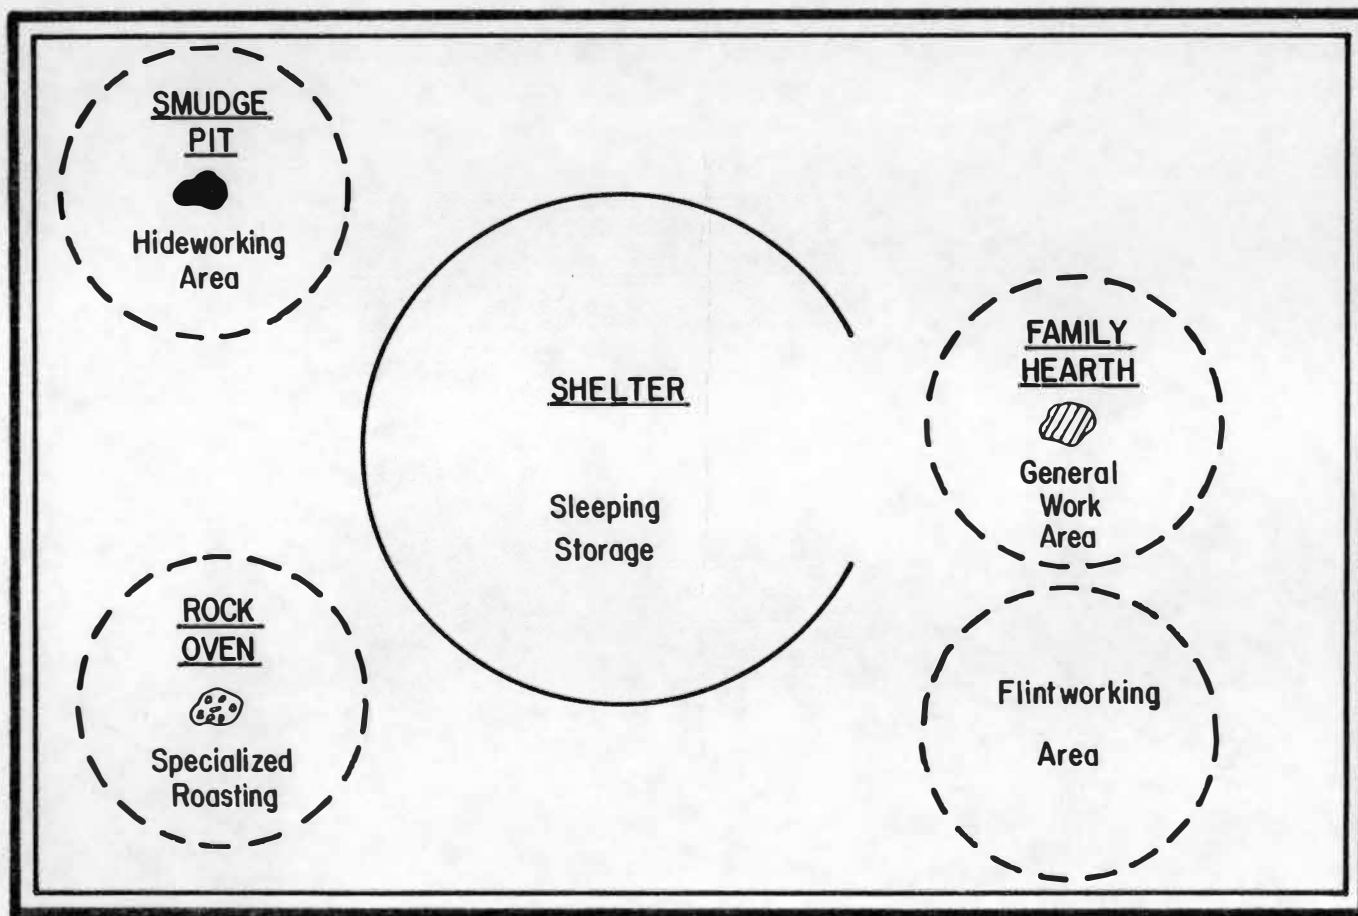 SMUDGE
PIT
Hideworking
Area
SHELTER
Sleeping
Storage
FAMILY
HEARTH
General
Work
Area
ROCK
OVEN
Specialized
Roasting
Flintworking
Area